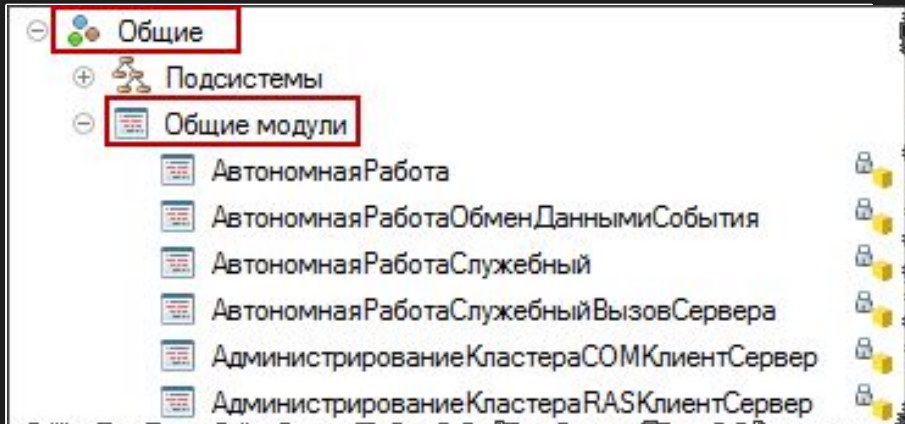 Общие
Подсистемы
Общие модули
АвтономнаяРабота
АвтономнаяРаботаОбменДаннымиСобытия
АвтономнаяРаботаСлужебный
АвтономнаяРаботаСлужебныйВызовСервера
АдминистрированиеКластераCOMКлиентСервер
АдминистрированиеКластераRASКлиентСервер